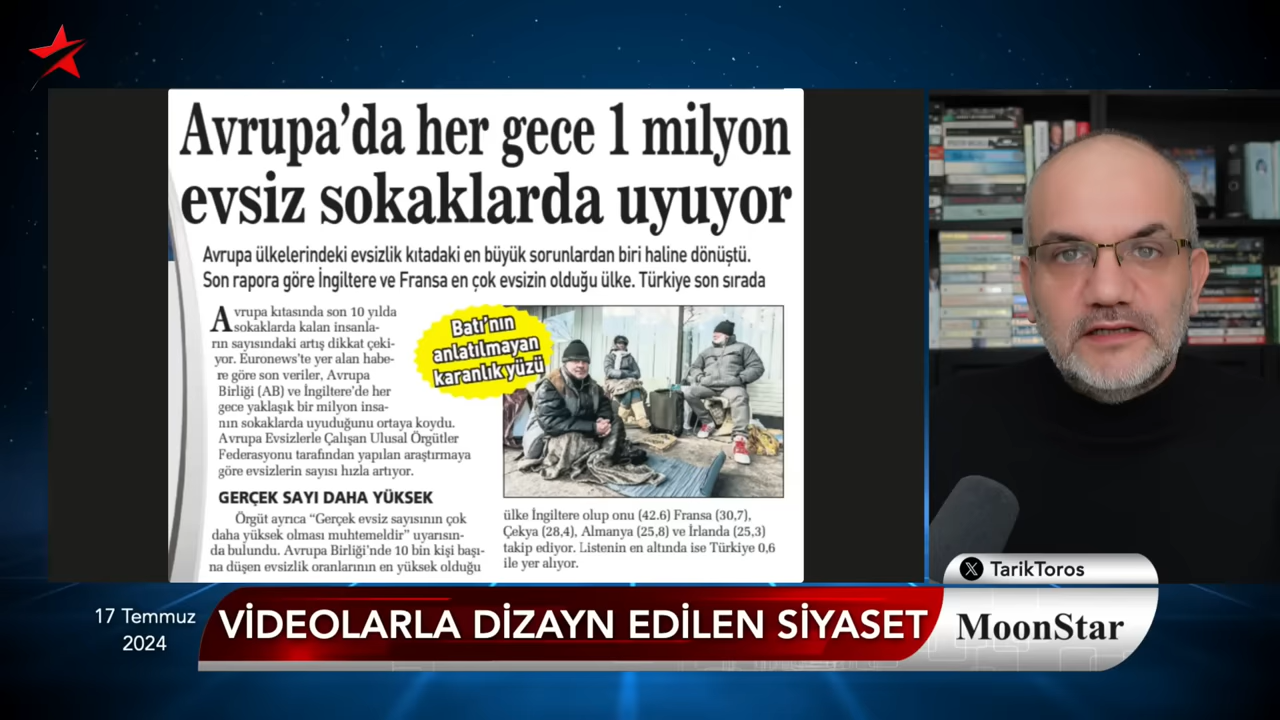 Avrupa’da her gece 1 milyon
evsiz sokaklarda uyuyor
Avrupa ülkelerindeki evsizlik kıtadaki en büyük sorunlardan biri haline dönüştü.
Son rapora göre İngiltere ve Fransa en çok evsizin olduğu ülke. Türkiye son sırada
Avrupa kıtasında son 10 yılda
sokaklarda kalan insanla-
rın sayısındaki artış dikkat çeki-
yor. Euronews’te yer alan habe-
re göre son veriler, Avrupa
Birliği (AB) ve İngiltere’de her
gece yaklaşık bir milyon insa-
nın sokaklarda uyuduğunu ortaya koydu.
Avrupa Evsizlerle Çalışan Ulusal Örgütler
Federasyonu tarafından yapılan araştırmaya
göre evsizlerin sayısı hızla artıyor.
GERÇEK SAYI DAHA YÜKSEK
Örgüt ayrıca “Gerçek evsiz sayısının çok
daha yüksek olması muhtemeldir” uyarısın-
da bulundu. Avrupa Birliği’nde 10 bin kişi başı-
na düşen evsizlik oranlarının en yüksek olduğu
Batı’nın
anlatılmayan
karanlık yüzü
ülke İngiltere olup onu (42.6) Fransa (30,7),
Çekya (28,4), Almanya (25,8) ve İrlanda (25,3)
takip ediyor. Listenin en altında ise Türkiye 0,6
ile yer alıyor.
TarikToros
17 Temmuz
2024
VİDEOLARLA DİZAYN EDİLEN SİYASET
MoonStar